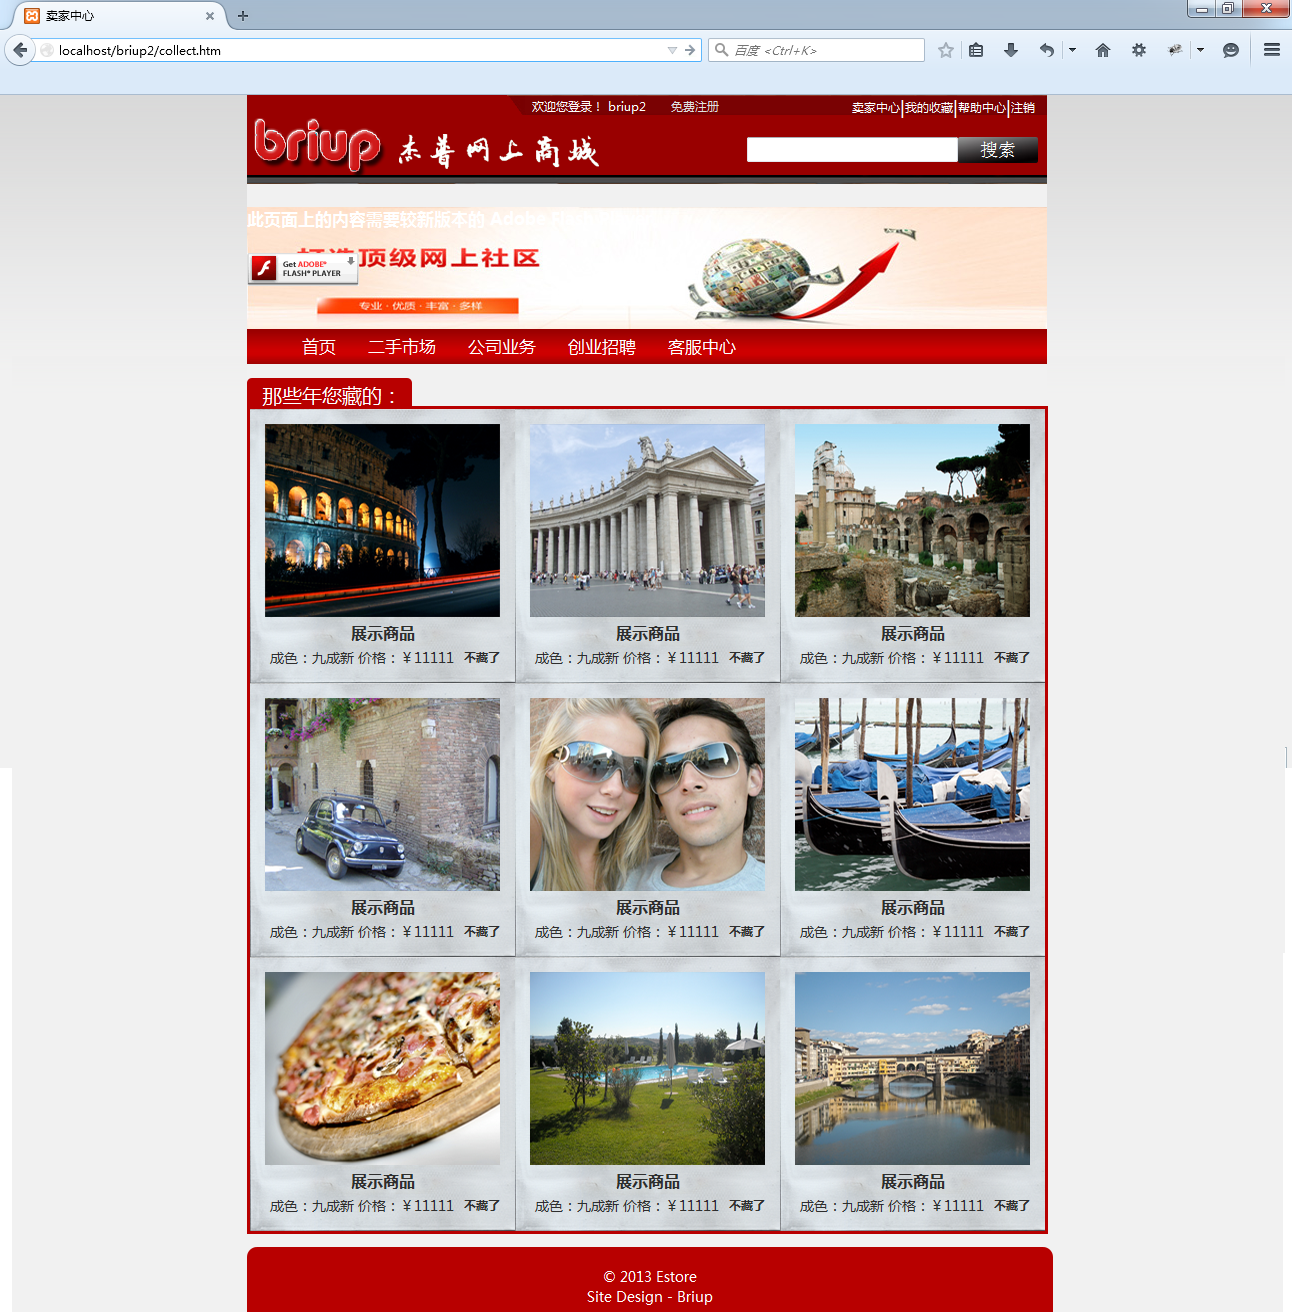 卖家中心
localhost/briup2/collect.htm
百度 <Ctrl+K>
欢迎您登录！ briup2 免费注册
卖家中心|我的收藏|帮助中心|注销
briup 杰普网上商城
搜索
此页面上的内容需要较新版本的 Adobe
打造顶级网上社区
Get ADOBE®
FLASH® PLAYER
专业 · 优质 · 丰富 · 多样
首页 二手市场 公司业务 创业招聘 客服中心
那些年您藏的：
展示商品 展示商品 展示商品
成色：九成新 价格：￥11111 不藏了 成色：九成新 价格：￥11111 不藏了 成色：九成新 价格：￥11111 不藏了
展示商品 展示商品 展示商品
成色：九成新 价格：￥11111 不藏了 成色：九成新 价格：￥11111 不藏了 成色：九成新 价格：￥11111 不藏了
展示商品 展示商品 展示商品
成色：九成新 价格：￥11111 不藏了 成色：九成新 价格：￥11111 不藏了 成色：九成新 价格：￥11111 不藏了
© 2013 Estore
Site Design - Briup